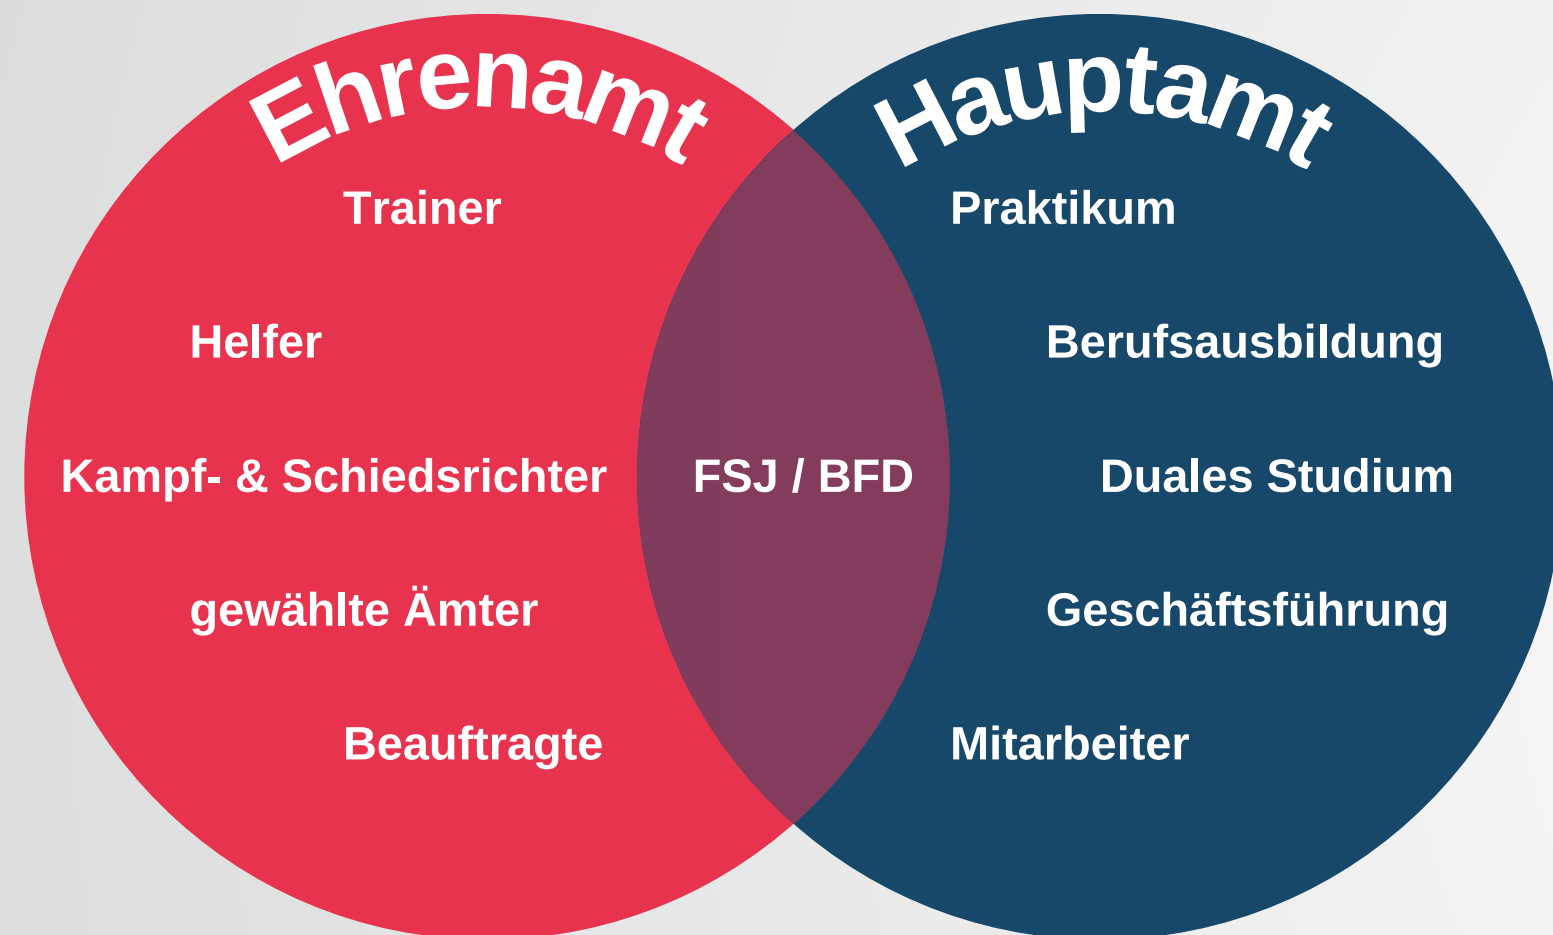 Ehrenamt
Trainer
Helfer
Kampf- & Schiedsrichter
gewählte Ämter
Beauftragte
FSJ / BFD
Hauptamt
Praktikum
Berufsausbildung
Duales Studium
Geschäftsführung
Mitarbeiter